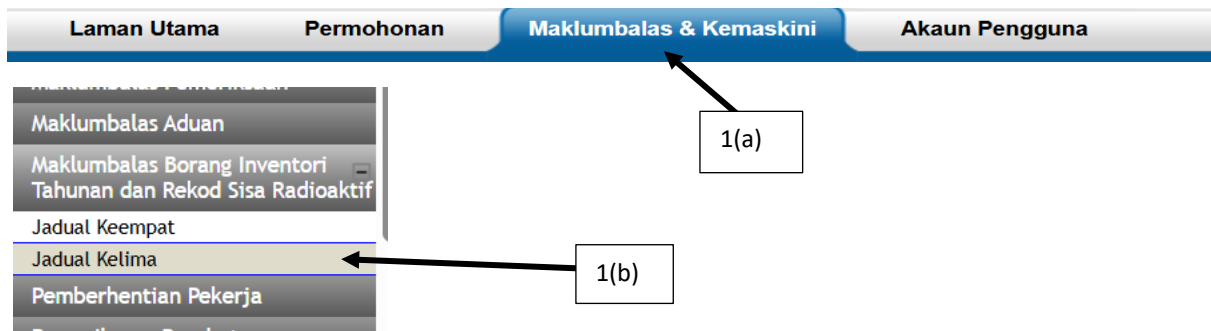 Laman Utama Permohonan Maklumbalas & Kemaskini Akaun Pengguna
1(a)
Maklumbalas Aduan
Maklumbalas Borang Inventori
Tahunan dan Rekod Sisa Radioaktif
Jadual Keempat
Jadual Kelima
1(b)
Pemberhentian Pekerja